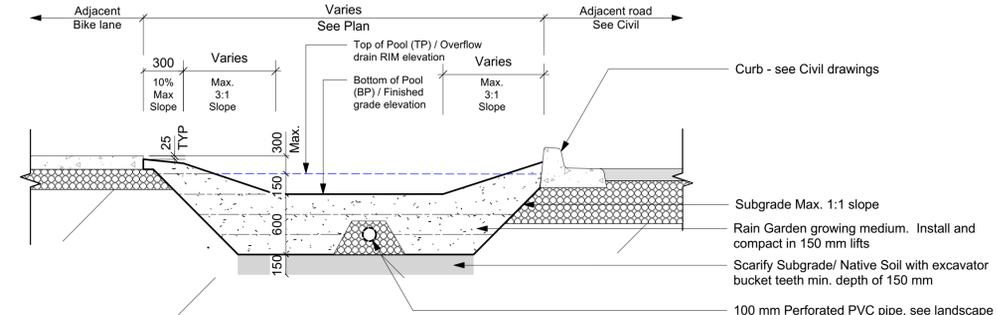 Adjacent
Bike lane
Varies
See Plan
Adjacent road
See Civil
Top of Pool (TP) / Overflow
drain RIM elevation
300
Varies
Varies
10%
Max
Slope
Max.
3:1
Slope
Bottom of Pool
(BP) / Finished
grade elevation
Max.
3:1
Slope
Curb - see Civil drawings
25
TYP
300
Max.
150
600
150
Subgrade Max. 1:1 slope
Rain Garden growing medium. Install and
compact in 150 mm lifts
Scarify Subgrade/ Native Soil with excavator
bucket teeth min. depth of 150 mm
100 mm Perforated PVC pipe, see landscape